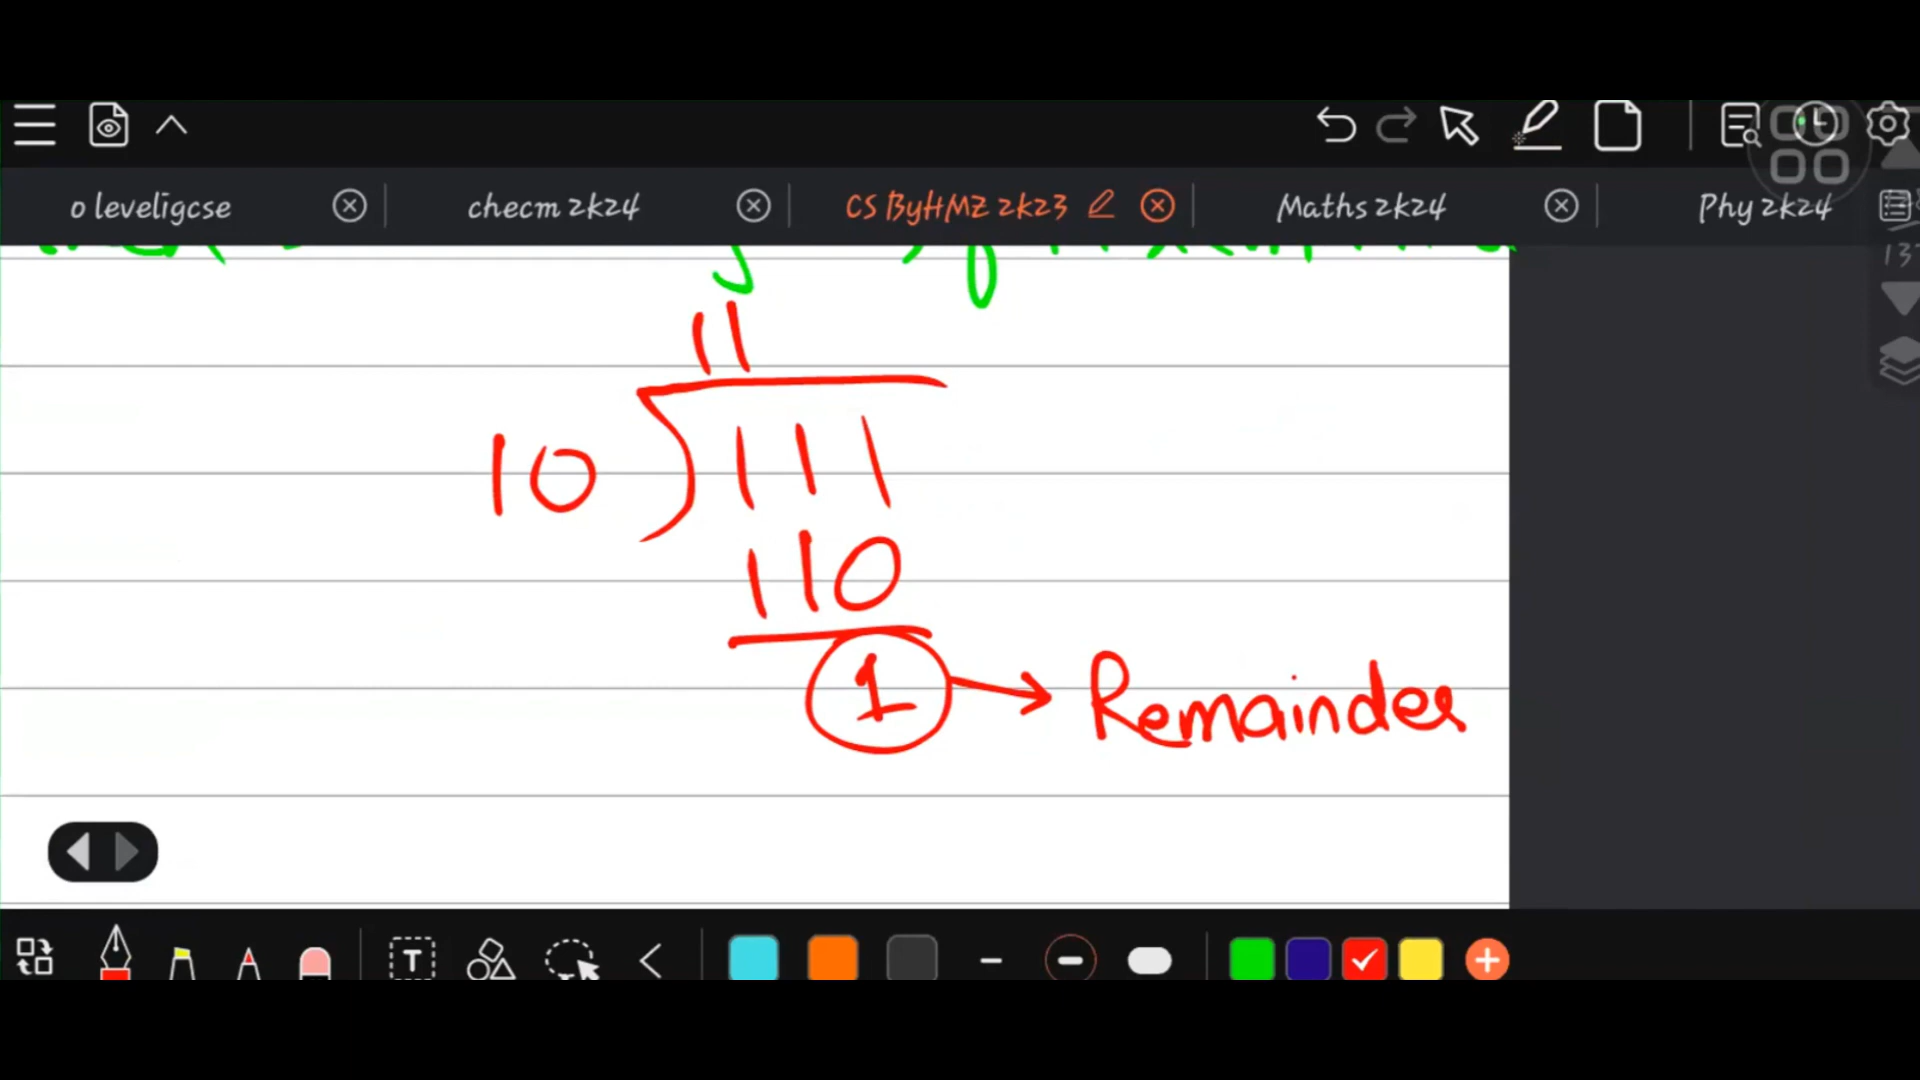 o leveligcse checm 2k24 CS ByHMZ 2k23 Maths 2k24 Phy 2k24
11
10 111
110
1 → Remainder
T